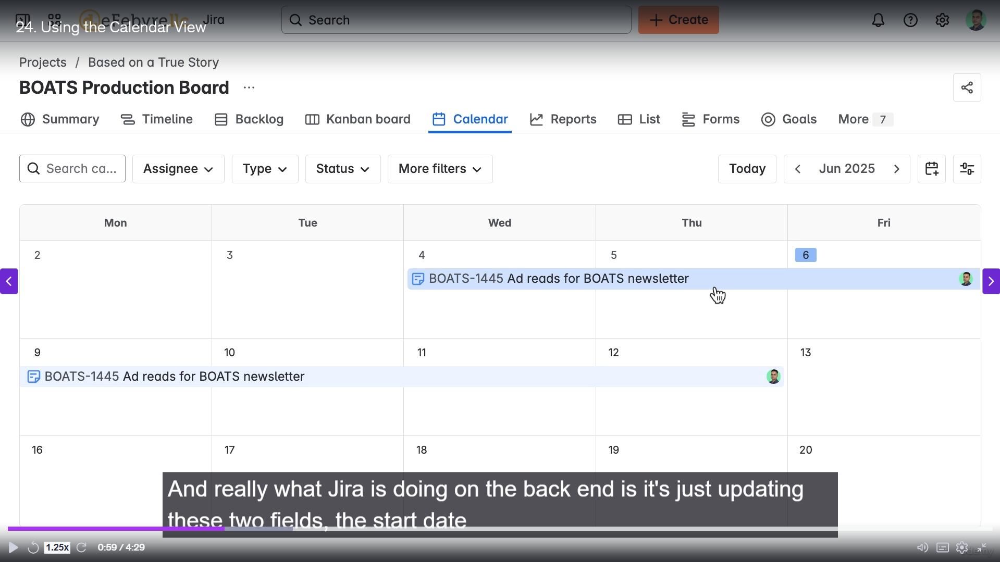 24. Using the Calendar View
deFebvrellc Jira
Search
Create
Projects / Based on a True Story
BOATS Production Board ...
Summary Timeline Backlog Kanban board Calendar Reports List Forms Goals More 7
Search ca... Assignee Type Status More filters Today Jun 2025
Mon Tue Wed Thu Fri
2 3 4 5 6
BOATS-1445 Ad reads for BOATS newsletter
9 10 11 12 13
BOATS-1445 Ad reads for BOATS newsletter
16 17 18 19 20
And really what Jira is doing on the back end is it's just updating
these two fields, the start date
1.25x 0:59 / 4:29